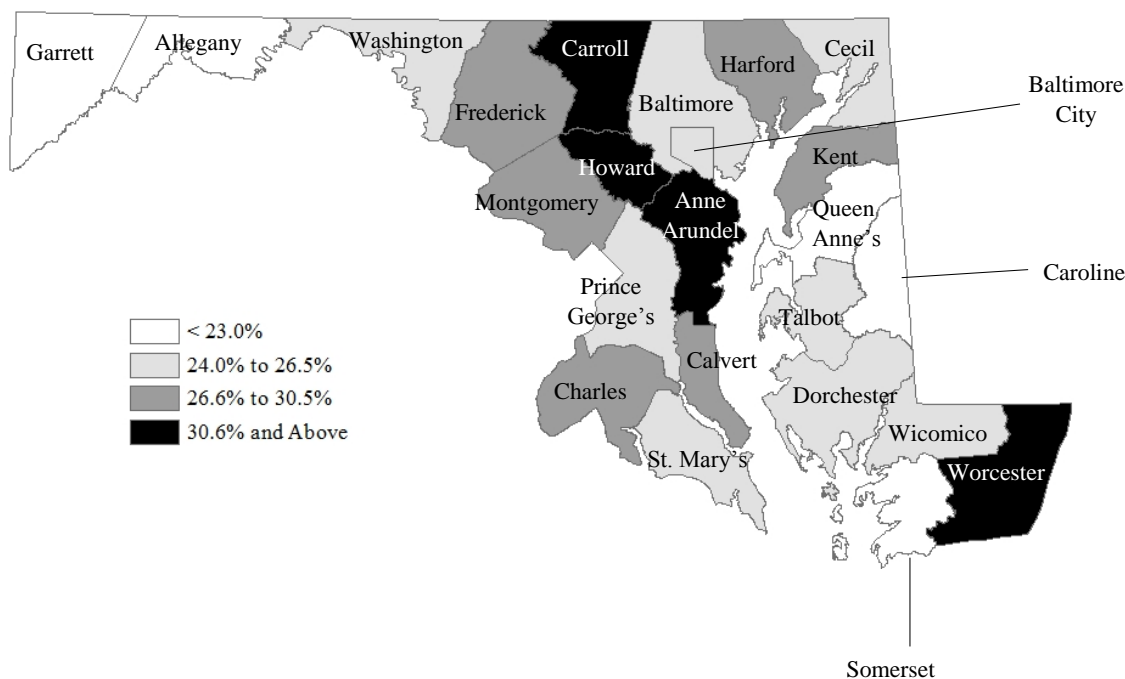 Garrett
Allegany
Washington
Carroll
Cecil
Harford
Baltimore
City
Baltimore
Frederick
Kent
Howard
Montgomery
Anne
Arundel
Queen
Anne’s
Caroline
Prince
George’s
Talbot
< 23.0%
24.0% to 26.5%
26.6% to 30.5%
30.6% and Above
Calvert
Charles
Dorchester
Wicomico
St. Mary’s
Worcester
Somerset